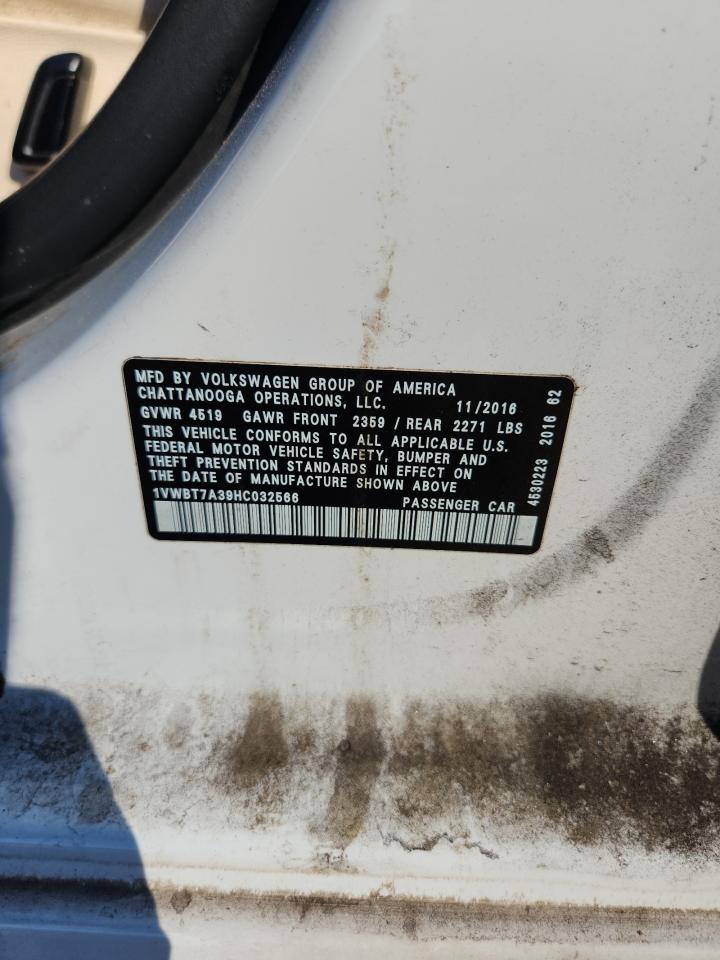 MFD BY VOLKSWAGEN GROUP OF AMERICA
CHATTANOOGA OPERATIONS, LLC. 11/2016
GVWR 4519 GAWR FRONT 2359 / REAR 2271 LBS
THIS VEHICLE CONFORMS TO ALL APPLICABLE U.S.
FEDERAL MOTOR VEHICLE SAFETY, BUMPER AND
THEFT PREVENTION STANDARDS IN EFFECT ON
THE DATE OF MANUFACTURE SHOWN ABOVE
1VWBT7A39HC032566 PASSENGER CAR
4530223 2016 62